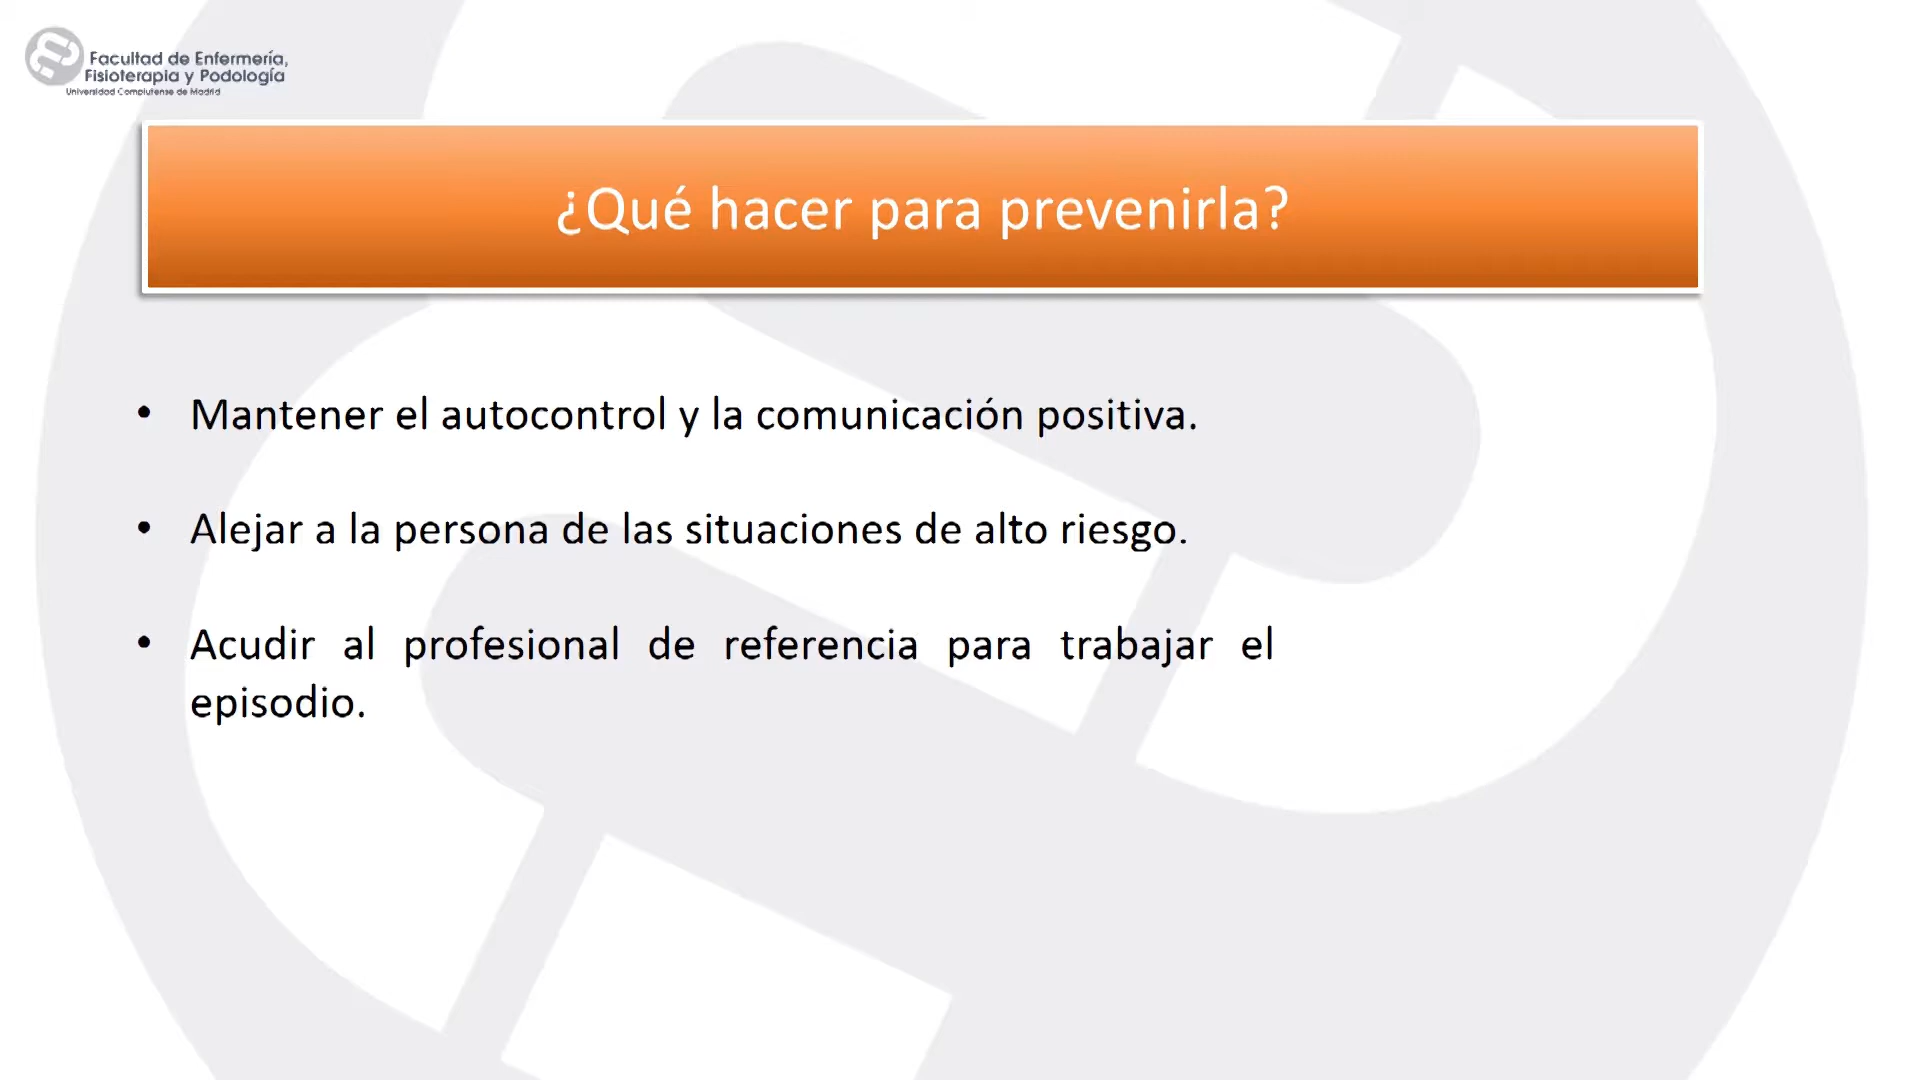 Facultad de Enfermería,
Fisioterapia y Podología
Universidad Complutense de Madrid
¿Qué hacer para prevenirla?
• Mantener el autocontrol y la comunicación positiva.
• Alejar a la persona de las situaciones de alto riesgo.
• Acudir al profesional de referencia para trabajar el
episodio.